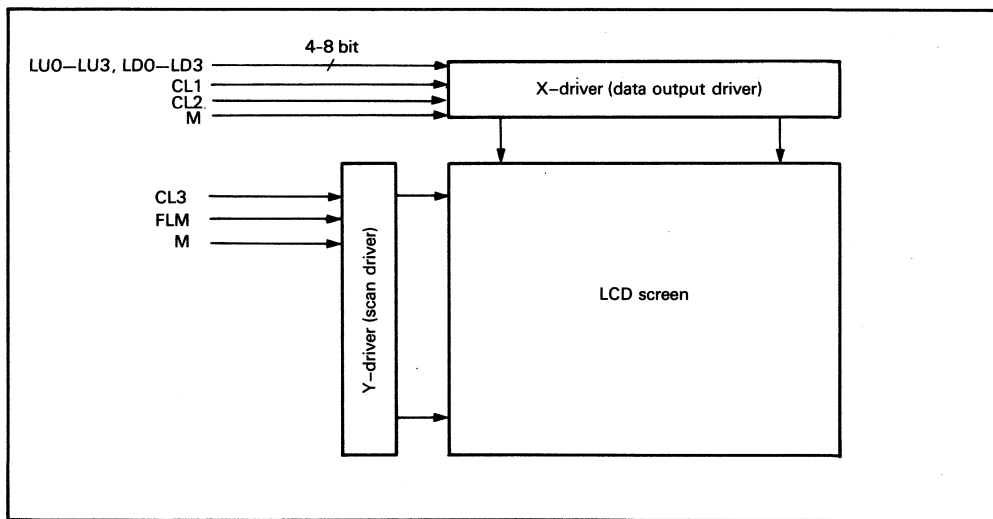 4-8 bit
LU0–LU3, LD0–LD3
CL1
CL2
M
X-driver (data output driver)
CL3
FLM
M
Y-driver (scan driver)
LCD screen